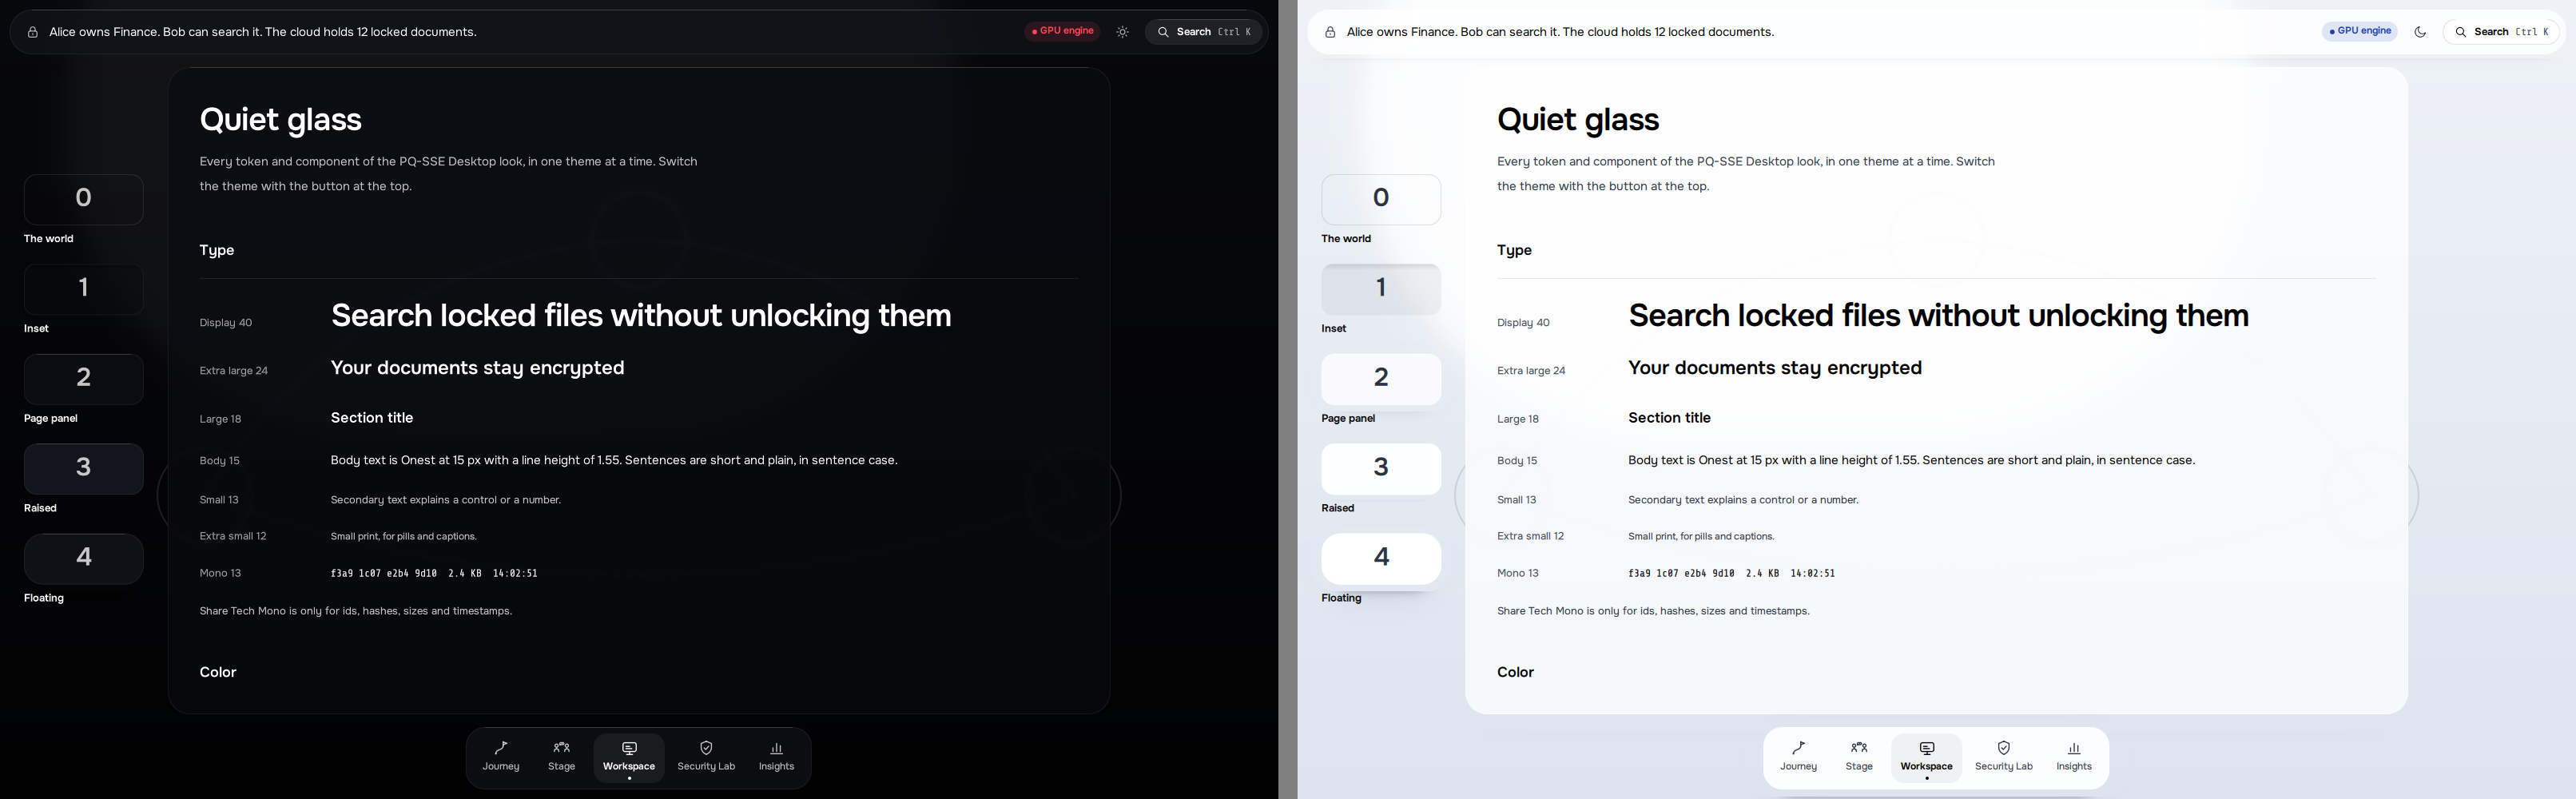 Alice owns Finance. Bob can search it. The cloud holds 12 locked documents.
GPU engine
Search Ctrl K
Quiet glass
Every token and component of the PQ-SSE Desktop look, in one theme at a time. Switch
the theme with the button at the top.
0
The world
1
Inset
2
Page panel
3
Raised
4
Floating
Type
Display 40 Search locked files without unlocking them
Extra large 24 Your documents stay encrypted
Large 18 Section title
Body 15 Body text is Onest at 15 px with a line height of 1.55. Sentences are short and plain, in sentence case.
Small 13 Secondary text explains a control or a number.
Extra small 12 Small print, for pills and captions.
Mono 13 f3a9 1c07 e2b4 9d10 2.4 KB 14:02:51
Share Tech Mono is only for ids, hashes, sizes and timestamps.
Color
Journey Stage Workspace Security Lab Insights
Alice owns Finance. Bob can search it. The cloud holds 12 locked documents.
GPU engine
Search Ctrl K
Quiet glass
Every token and component of the PQ-SSE Desktop look, in one theme at a time. Switch
the theme with the button at the top.
0
The world
1
Inset
2
Page panel
3
Raised
4
Floating
Type
Display 40 Search locked files without unlocking them
Extra large 24 Your documents stay encrypted
Large 18 Section title
Body 15 Body text is Onest at 15 px with a line height of 1.55. Sentences are short and plain, in sentence case.
Small 13 Secondary text explains a control or a number.
Extra small 12 Small print, for pills and captions.
Mono 13 f3a9 1c07 e2b4 9d10 2.4 KB 14:02:51
Share Tech Mono is only for ids, hashes, sizes and timestamps.
Color
Journey Stage Workspace Security Lab Insights